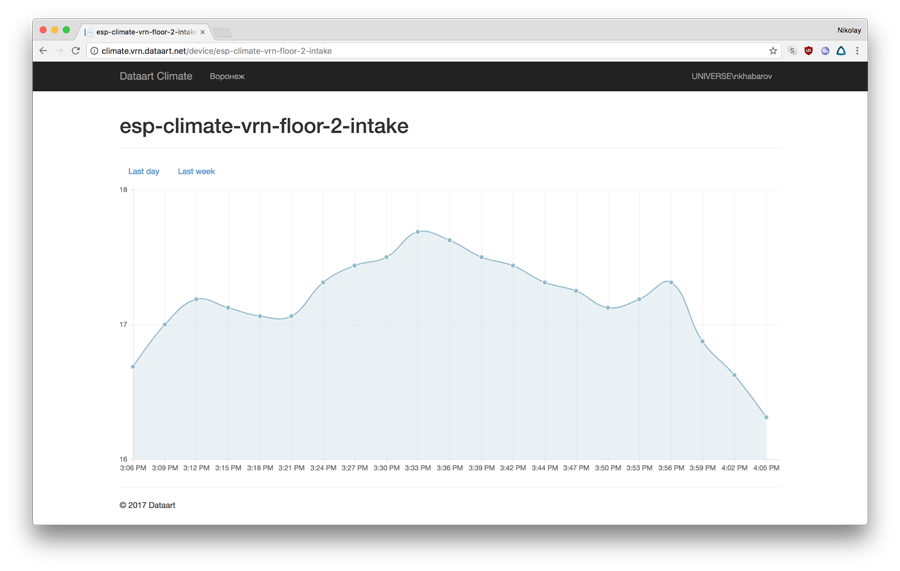 esp-climate-vrn-floor-2-intake
Nikolay
climate.vrn.dataart.net/device/esp-climate-vrn-floor-2-intake
Dataart Climate Воронеж UNIVERSE\nkhabarov
esp-climate-vrn-floor-2-intake
Last day Last week
18
17
16
3:06 PM 3:09 PM 3:12 PM 3:15 PM 3:18 PM 3:21 PM 3:24 PM 3:27 PM 3:30 PM 3:33 PM 3:36 PM 3:39 PM 3:42 PM 3:44 PM 3:47 PM 3:50 PM 3:53 PM 3:56 PM 3:59 PM 4:02 PM 4:05 PM
© 2017 Dataart